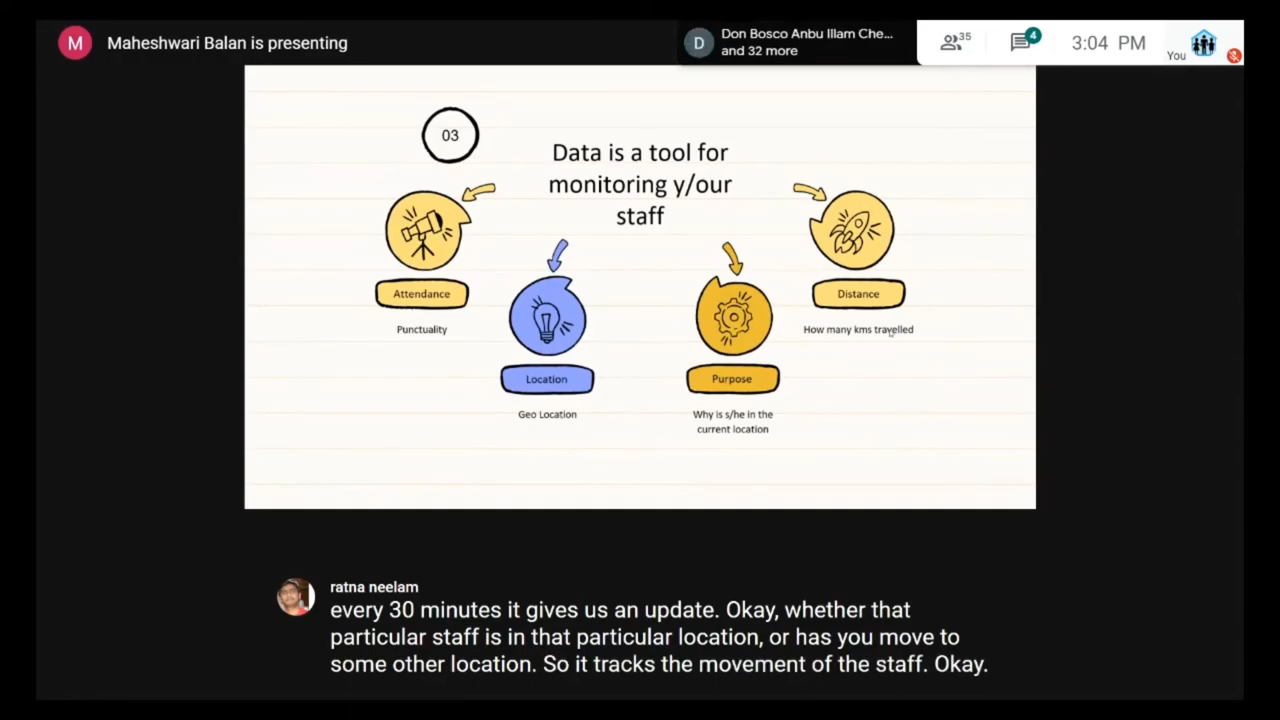 M
Maheshwari Balan is presenting
D
Don Bosco Anbu Illam Che...
and 32 more
35
4
3:04 PM
You
03
Data is a tool for
monitoring y/our
staff
Attendance
Punctuality
Location
Geo Location
Purpose
Why is s/he in the
current location
Distance
How many kms travelled
ratna neelam
every 30 minutes it gives us an update. Okay, whether that
particular staff is in that particular location, or has you move to
some other location. So it tracks the movement of the staff. Okay.